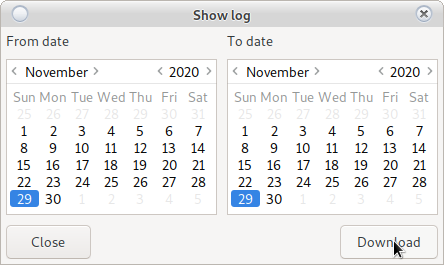 Show log
From date
To date
November 2020
Sun Mon Tue Wed Thu Fri Sat
25 26 27 28 29 30 31
1 2 3 4 5 6 7
8 9 10 11 12 13 14
15 16 17 18 19 20 21
22 23 24 25 26 27 28
29 30 1 2 3 4 5
November 2020
Sun Mon Tue Wed Thu Fri Sat
25 26 27 28 29 30 31
1 2 3 4 5 6 7
8 9 10 11 12 13 14
15 16 17 18 19 20 21
22 23 24 25 26 27 28
29 30 1 2 3 4 5
Close
Download